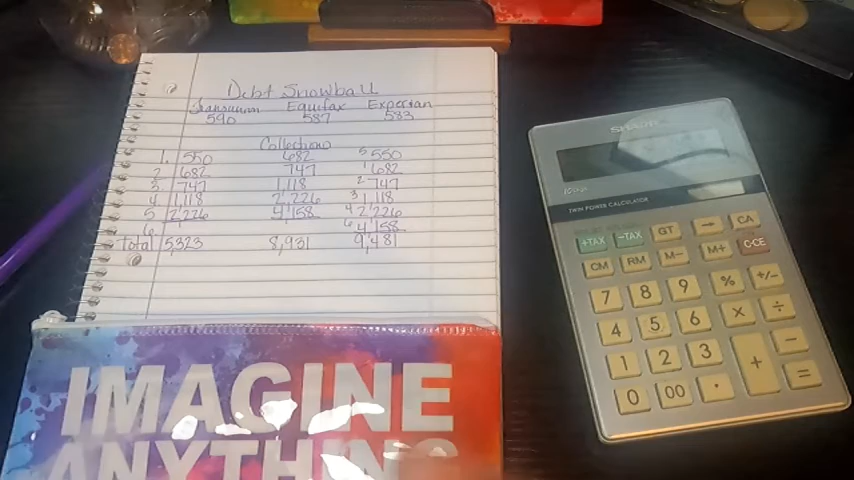 Debt Snowball
Transunion Equifax Experian
590 587 583
Collections
1. 550 682 5 550
2 682 747 1 682
3 747 1,118 2 747
4 1,118 2,226 3 1,118
5 2,226 4,158 4 2,226
6 6 4,158
Total 5,323 8,931 9,481
IMAGINE
ANYTHING
SHARP
TWIN POWER CALCULATOR
+TAX -TAX GT → CA
CM RM M- M+ C·CE
7 8 9 % +/-
4 5 6 × ÷
1 2 3 + -
0 00 · =